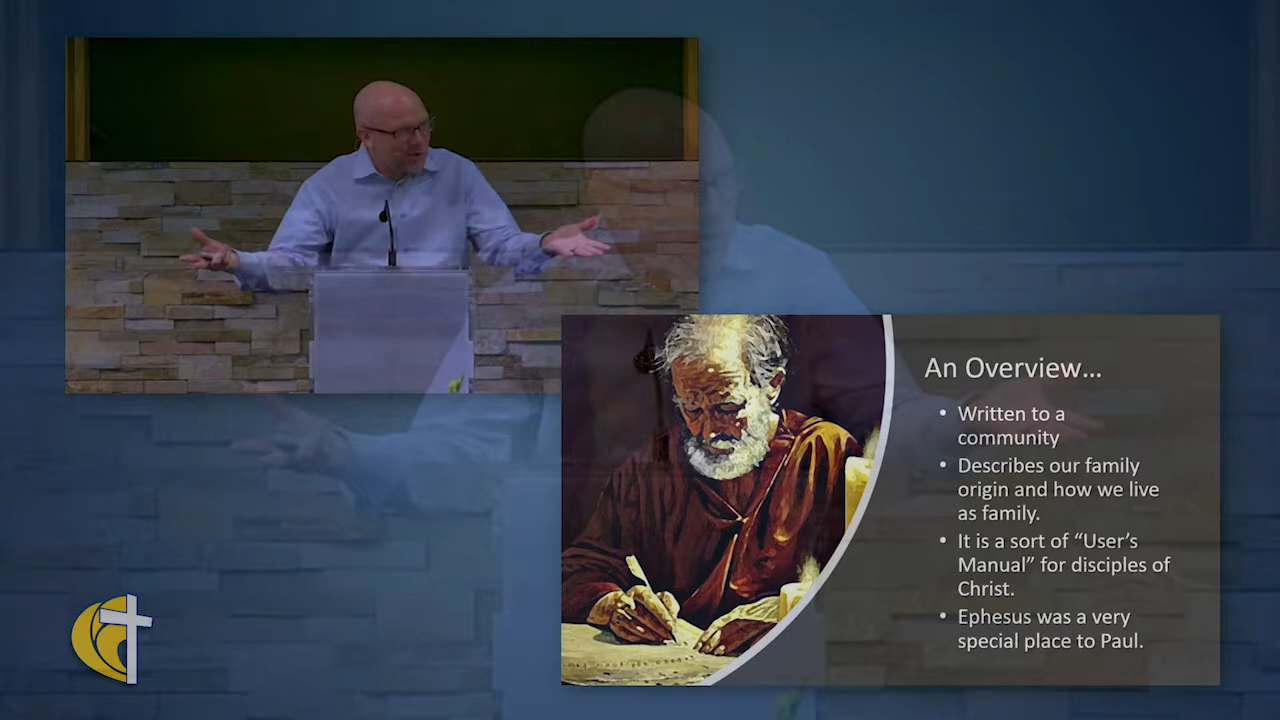 An Overview...
• Written to a
community
• Describes our family
origin and how we live
as family.
• It is a sort of “User’s
Manual” for disciples of
Christ.
• Ephesus was a very
special place to Paul.